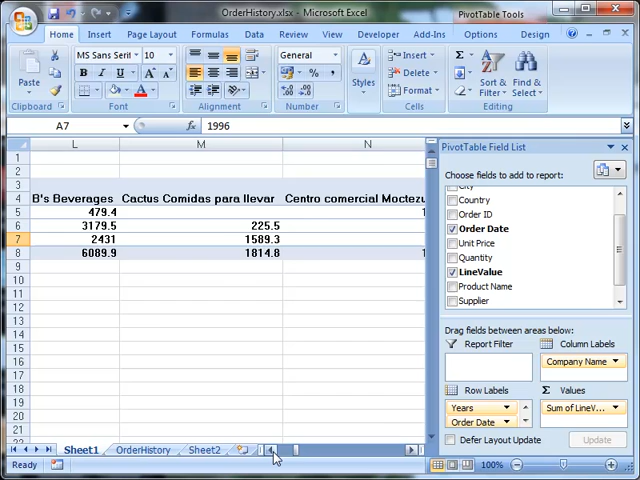 OrderHistory.xlsx - Microsoft Excel
PivotTable Tools
Home Insert Page Layout Formulas Data Review View Developer Add-Ins Options Design
Paste
Clipboard
MS Sans Serif 10
B I U A A
A
Font
Alignment
General
$ % ,
Number
Styles
Insert
Delete
Format
Cells
Σ
Sort & Filter
Find & Select
Editing
A7 fx 1996
L M N
1
2
3
4 B's Beverages Cactus Comidas para llevar Centro comercial Moctezu
5 479.4 1
6 3179.5 225.5
7 2431 1589.3
8 6089.9 1814.8 1
9
10
11
12
13
14
15
16
17
18
19
20
21
22
PivotTable Field List
Choose fields to add to report:
City
Country
Order ID
Order Date
Unit Price
Quantity
LineValue
Product Name
Supplier
Drag fields between areas below:
Report Filter
Column Labels
Company Name
Row Labels
Years
Order Date
Σ Values
Sum of LineV...
Defer Layout Update
Update
Sheet1 OrderHistory Sheet2
Ready
100%